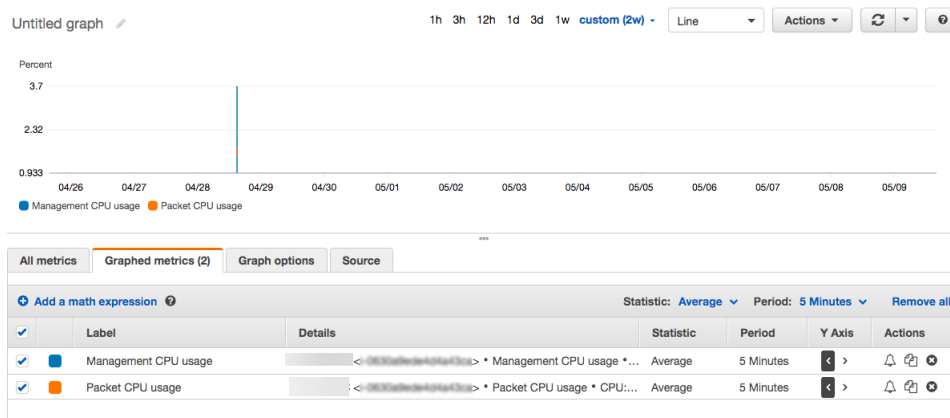 Untitled graph 1h 3h 12h 1d 3d 1w custom (2w) Line Actions
Percent
3.7
2.32
0.933
04/26 04/27 04/28 04/29 04/30 05/01 05/02 05/03 05/04 05/05 05/06 05/07 05/08 05/09
Management CPU usage Packet CPU usage
All metrics Graphed metrics (2) Graph options Source
Add a math expression Statistic: Average Period: 5 Minutes Remove all
Label Details Statistic Period Y Axis Actions
Management CPU usage • Management CPU usage •... Average 5 Minutes < >
Packet CPU usage • Packet CPU usage • CPU:... Average 5 Minutes < >